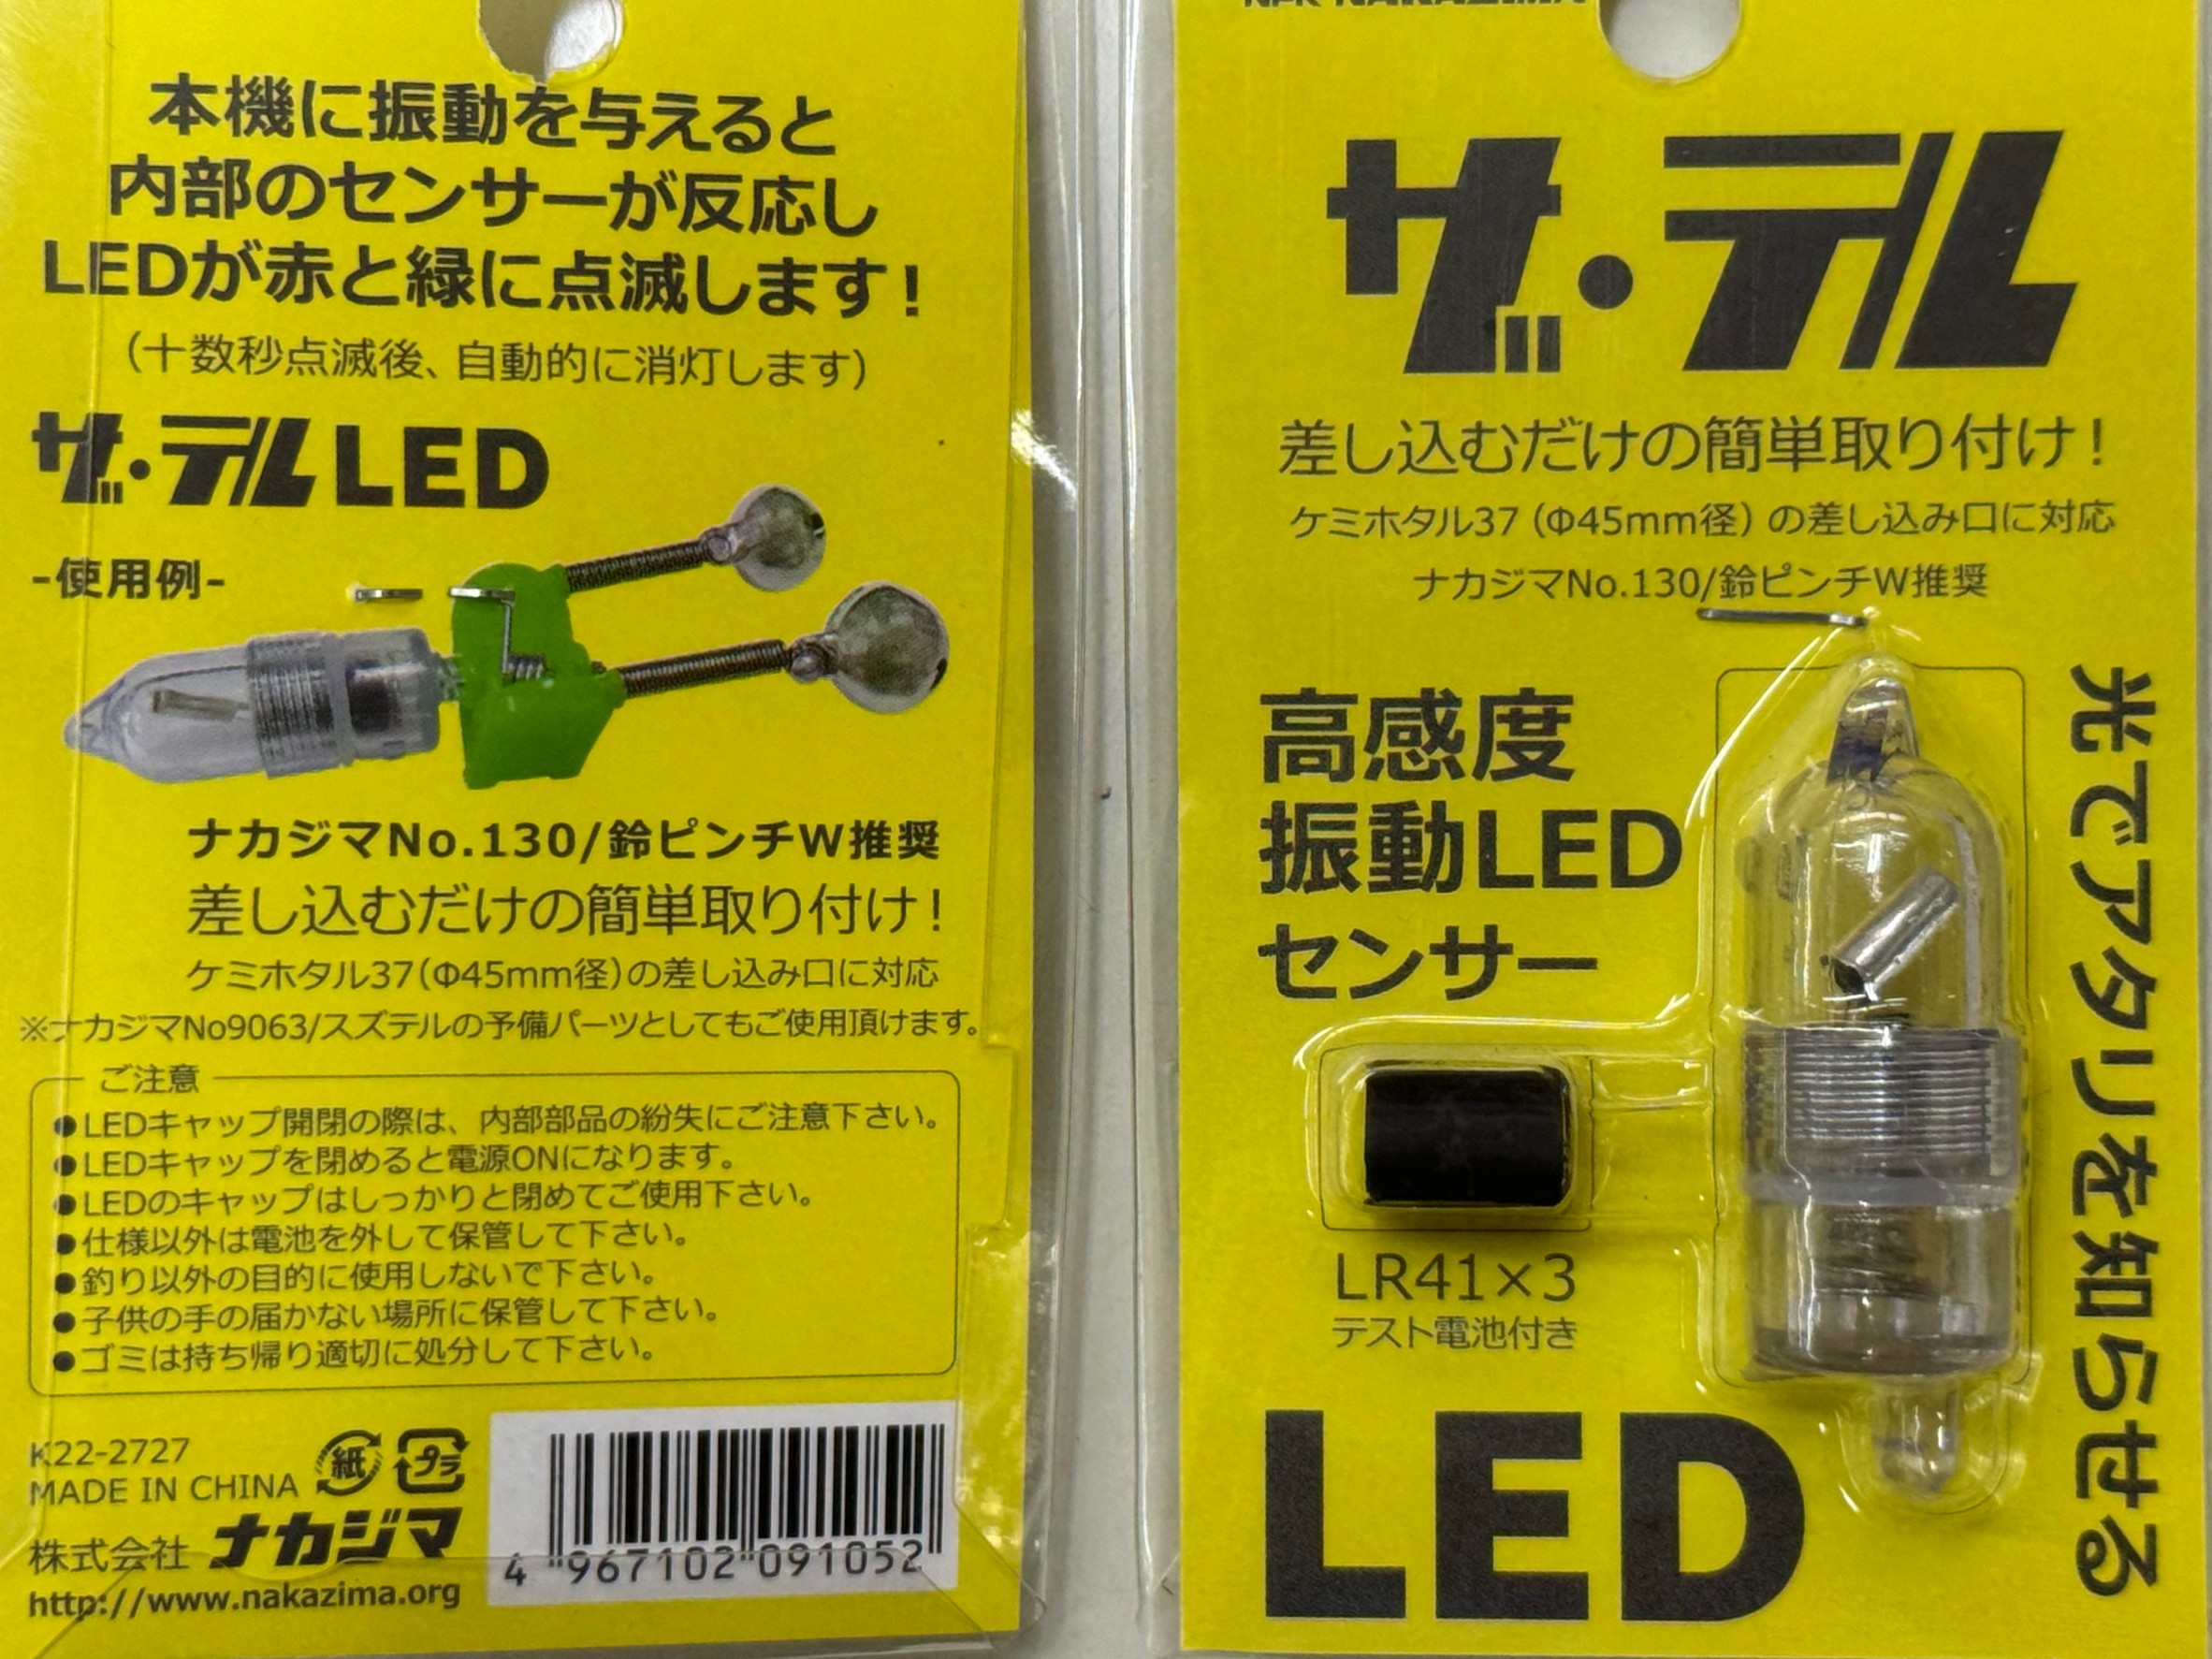 本機に振動を与えると
内部のセンサーが反応し
LEDが赤と緑に点滅します！
（十数秒点滅後、自動的に消灯します）
ザ・テル LED
-使用例-
ナカジマNo.130/鈴ピンチW推奨
差し込むだけの簡単取り付け！
ケミホタル37（Φ45mm径）の差し込み口に対応
※ナカジマNo9063/スズテルの予備パーツとしてもご使用頂けます。
ご注意
●LEDキャップ開閉の際は、内部部品の紛失にご注意下さい。
●LEDキャップを閉めると電源ONになります。
●LEDのキャップはしっかりと閉めてご使用下さい。
●仕様以外は電池を外して保管して下さい。
●釣り以外の目的に使用しないで下さい。
●子供の手の届かない場所に保管して下さい。
●ゴミは持ち帰り適切に処分して下さい。
K22-2727
MADE IN CHINA
紙
プラ
株式会社 ナカジマ
http://www.nakazima.org
4 967102 091052
NAKAZIMA
ザ・テル
差し込むだけの簡単取り付け！
ケミホタル37（Φ45mm径）の差し込み口に対応
ナカジマNo.130/鈴ピンチW推奨
高感度
振動LED
センサー
光でアタリを知らせる
LR41×3
テスト電池付き
LED